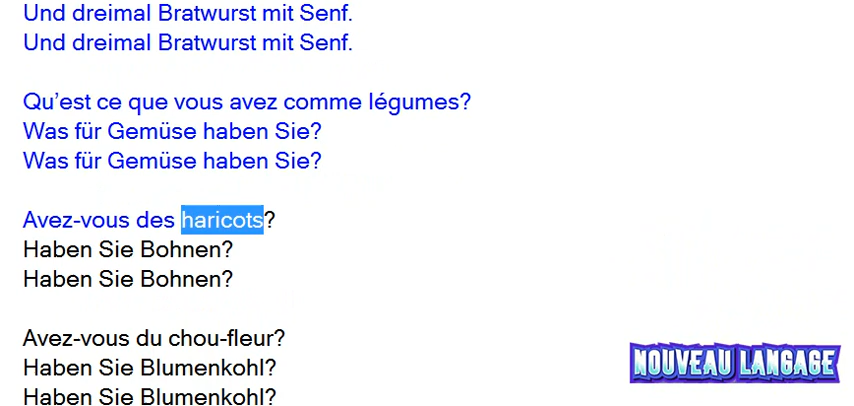 Und dreimal Bratwurst mit Senf.
Und dreimal Bratwurst mit Senf.
Qu’est ce que vous avez comme légumes?
Was für Gemüse haben Sie?
Was für Gemüse haben Sie?
Avez-vous des haricots?
Haben Sie Bohnen?
Haben Sie Bohnen?
Avez-vous du chou-fleur?
Haben Sie Blumenkohl?
Haben Sie Blumenkohl?
NOUVEAU LANGAGE